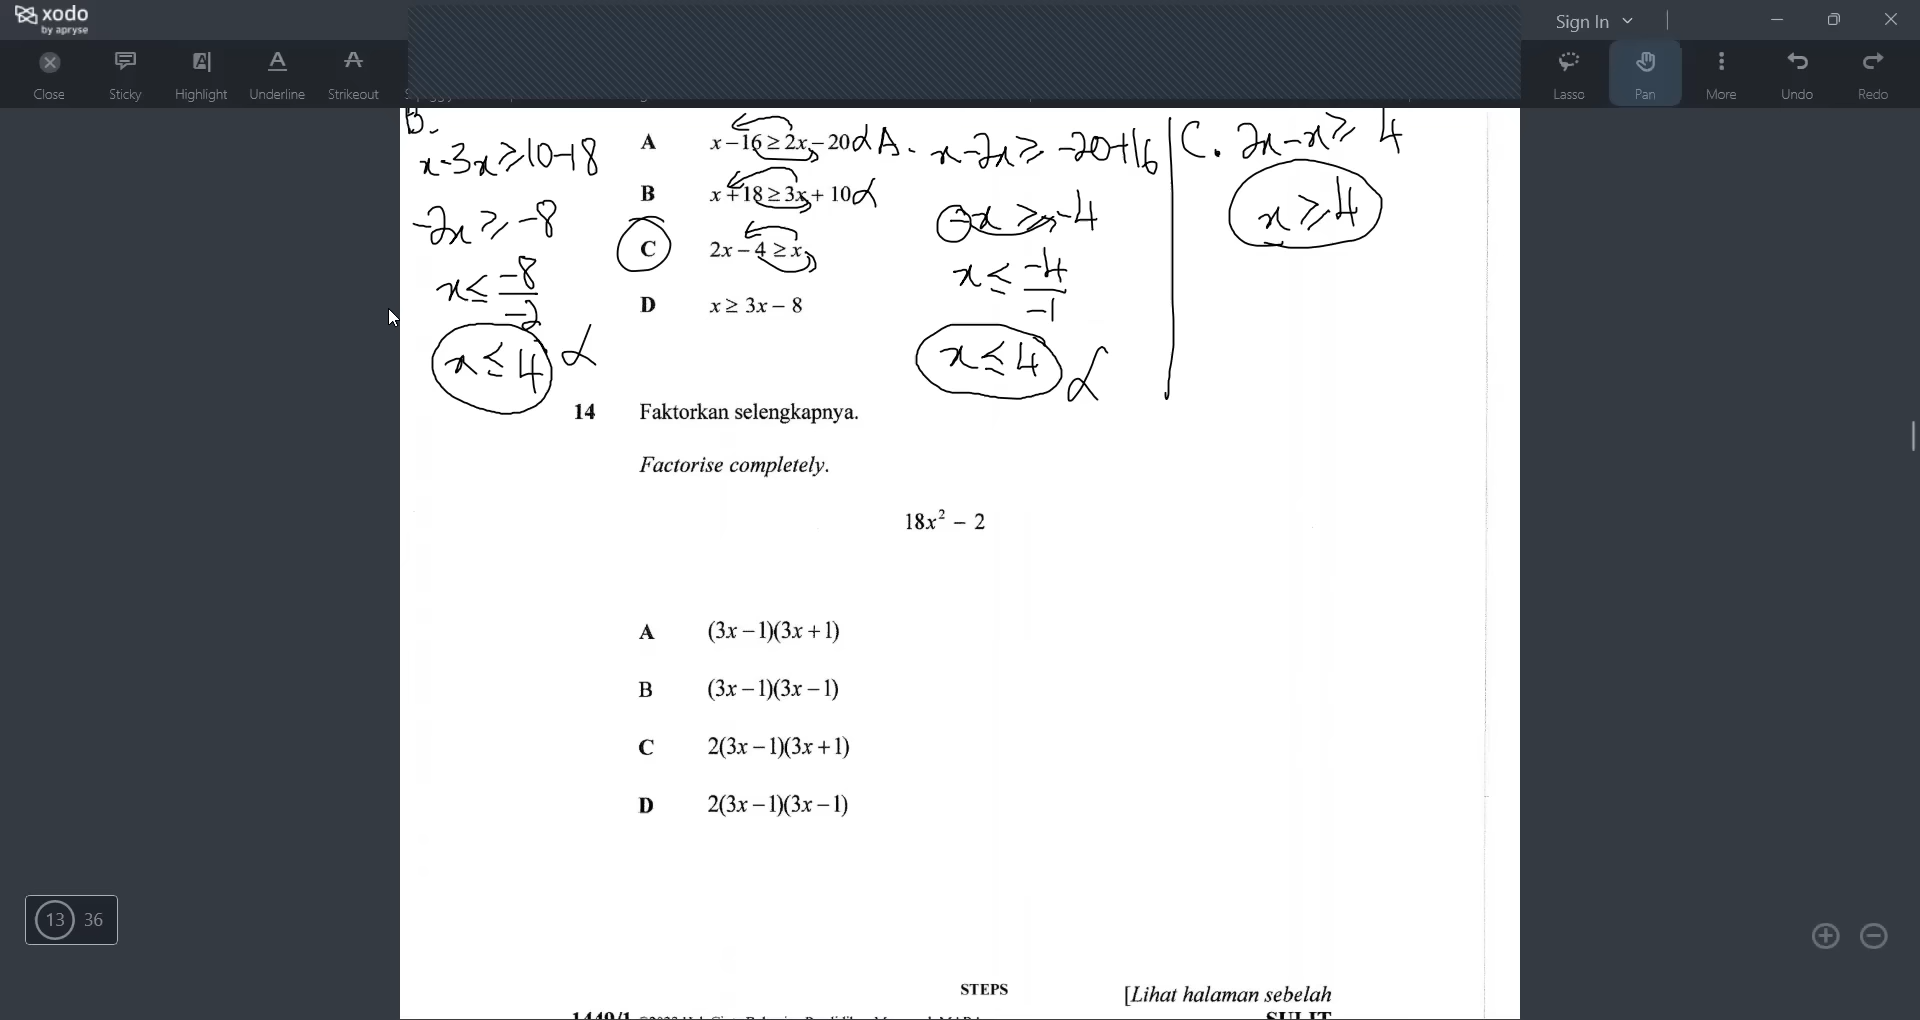 xodo
by apryse
Sign In
Close
Sticky
Highlight
Underline
Strikeout
Lasso
Pan
More
Undo
Redo
B.
x-3x≥10-18
-2x ≥ -8
x ≤ -8/-2
x ≤ 4
A x – 16 ≥ 2x – 20
B x + 18 ≥ 3x + 10
C 2x – 4 ≥ x
D x ≥ 3x – 8
A. x-2x ≥ -20+16
-x ≥ -4
x ≤ -4/-1
x ≤ 4
C. 2x-x ≥ 4
x ≥ 4
14 Faktorkan selengkapnya.
Factorise completely.
18x² – 2
A (3x – 1)(3x + 1)
B (3x – 1)(3x – 1)
C 2(3x – 1)(3x + 1)
D 2(3x – 1)(3x – 1)
13 36
STEPS
[Lihat halaman sebelah
1449/1
SULIT